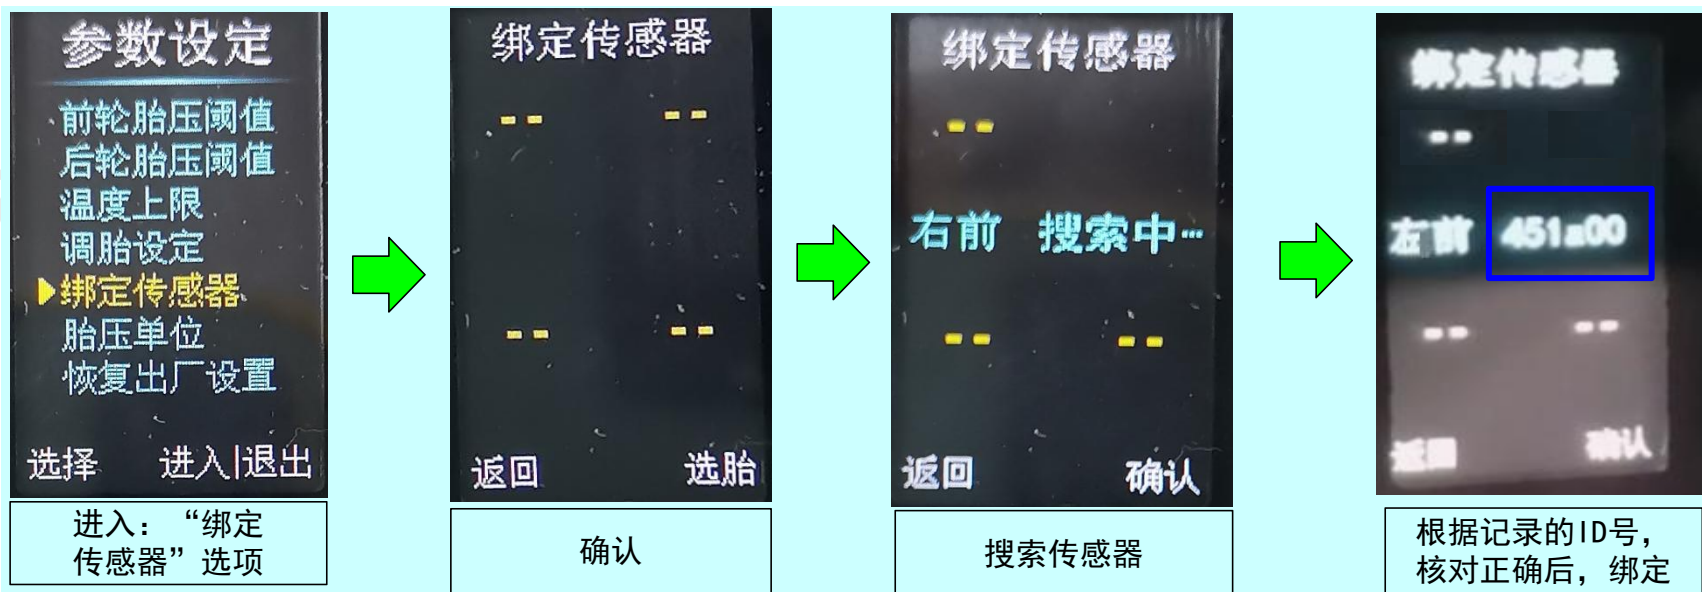 参数设定
前轮胎压阈值
后轮胎压阈值
温度上限
调胎设定
▶绑定传感器
胎压单位
恢复出厂设置
选择 进入|退出
进入：“绑定
传感器”选项
绑定传感器
-- --
-- --
返回 选胎
确认
绑定传感器
--
右前 搜索中…
-- --
返回 确认
搜索传感器
绑定传感器
--
451a00
-- --
返回 确认
根据记录的ID号，
核对正确后，绑定